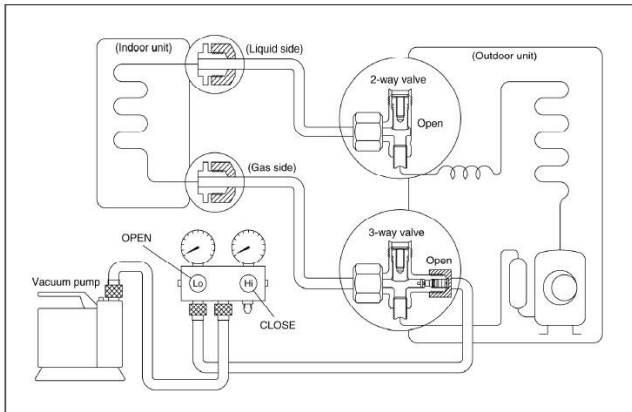 (Indoor unit)
(Liquid side)
(Outdoor unit)
2-way valve
Open
(Gas side)
3-way valve
Open
OPEN
Lo
Hi
CLOSE
Vacuum pump